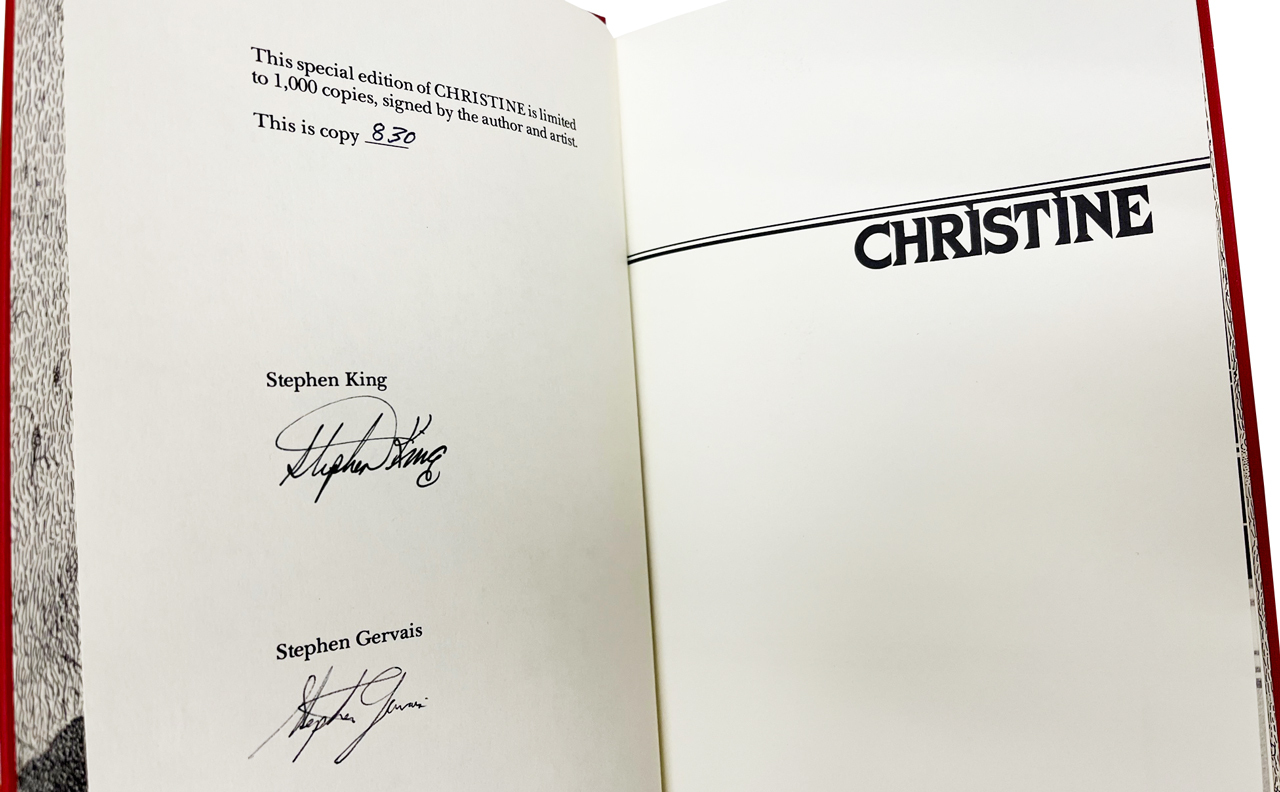 This special edition of CHRISTINE is limited
to 1,000 copies, signed by the author and artist.
This is copy 830
Stephen King
Stephen King
Stephen Gervais
Stephen Gervais
CHRISTINE